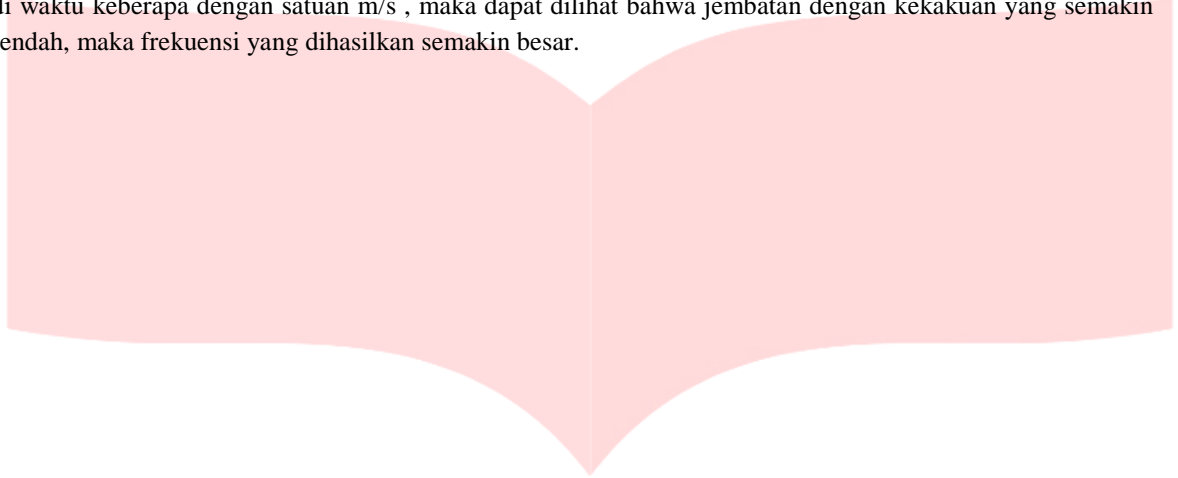 di waktu keberapa dengan satuan m/s , maka dapat dilihat bahwa jembatan dengan kekakuan yang semakin
endah, maka frekuensi yang dihasilkan semakin besar.